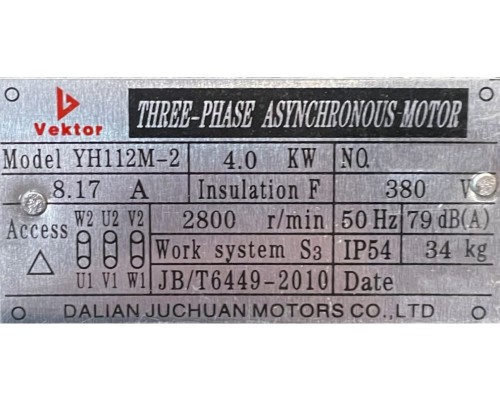 Vektor
THREE-PHASE ASYNCHRONOUS MOTOR
Model YH112M-2 4.0 KW NO.
8.17 A Insulation F 380 V
Access W2 U2 V2 2800 r/min 50 Hz 79 dB(A)
△ U1 V1 W1 Work system S3 IP54 34 kg
JB/T6449-2010 Date
DALIAN JUCHUAN MOTORS CO.,LTD